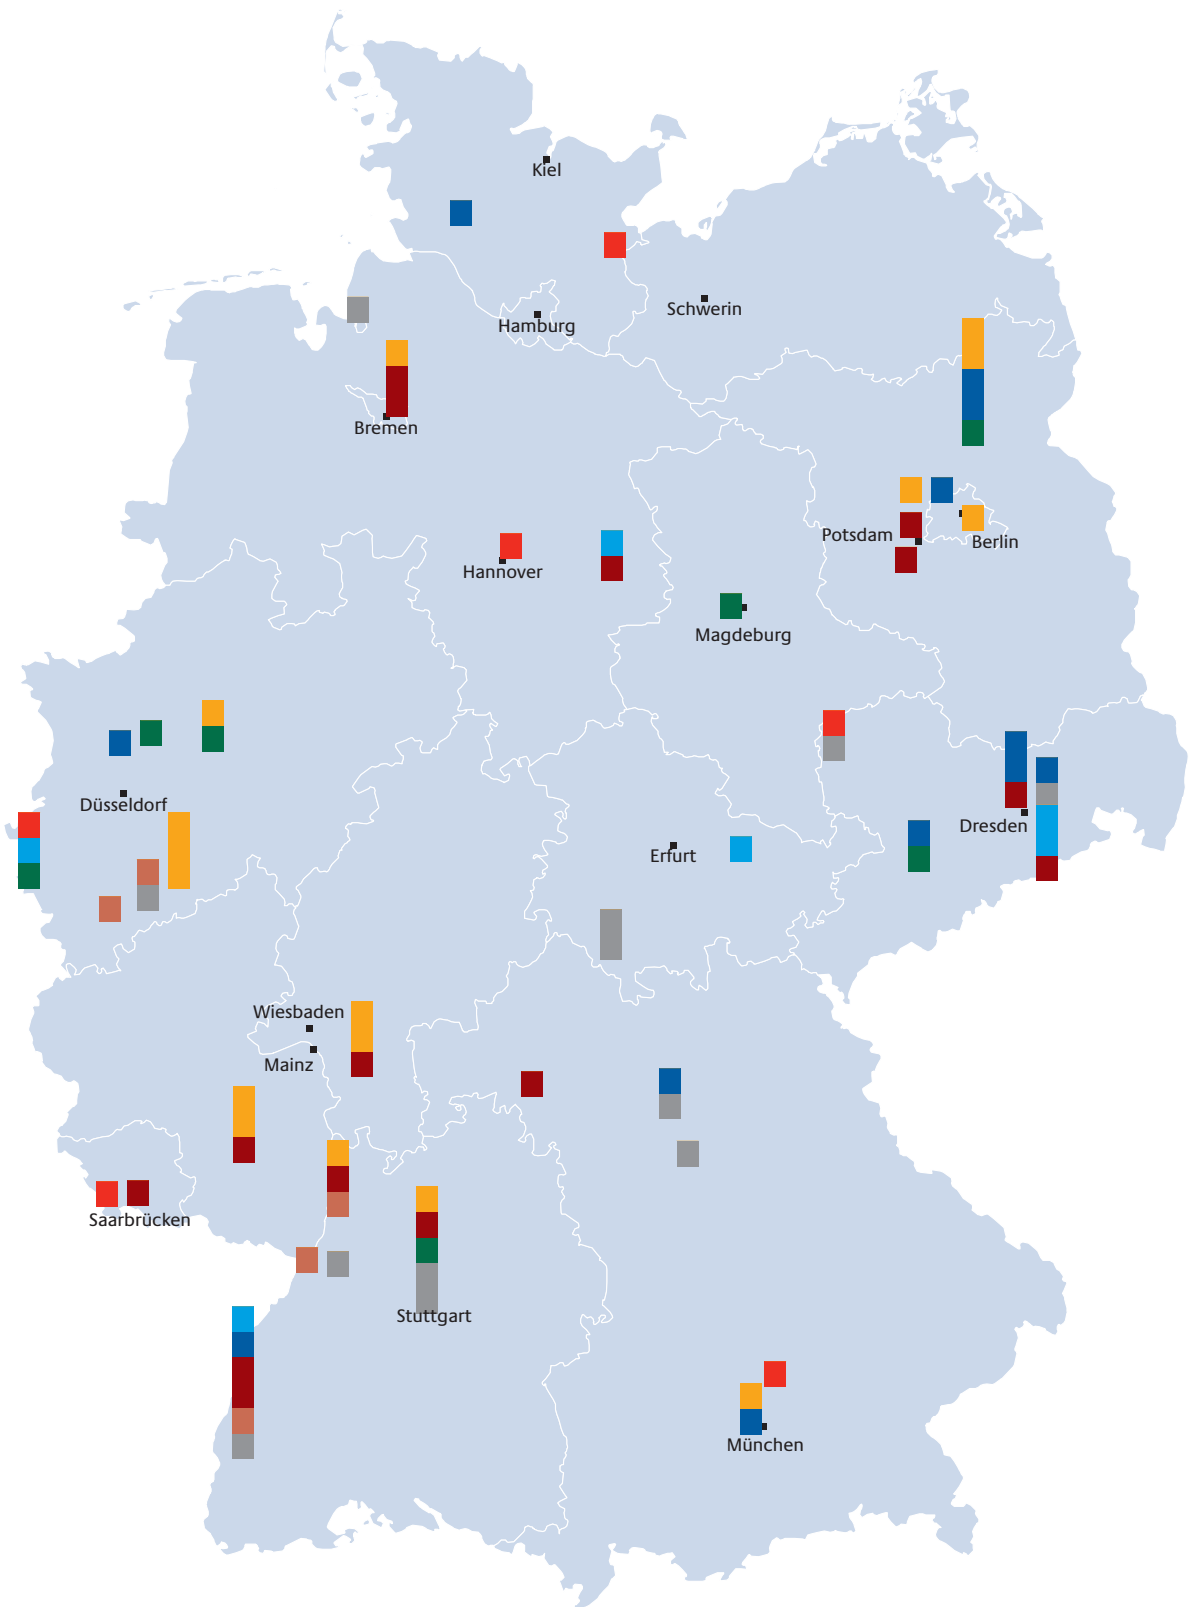 Kiel
Schwerin
Hamburg
Bremen
Potsdam
Berlin
Hannover
Magdeburg
Düsseldorf
Dresden
Erfurt
Wiesbaden
Mainz
Saarbrücken
Stuttgart
München